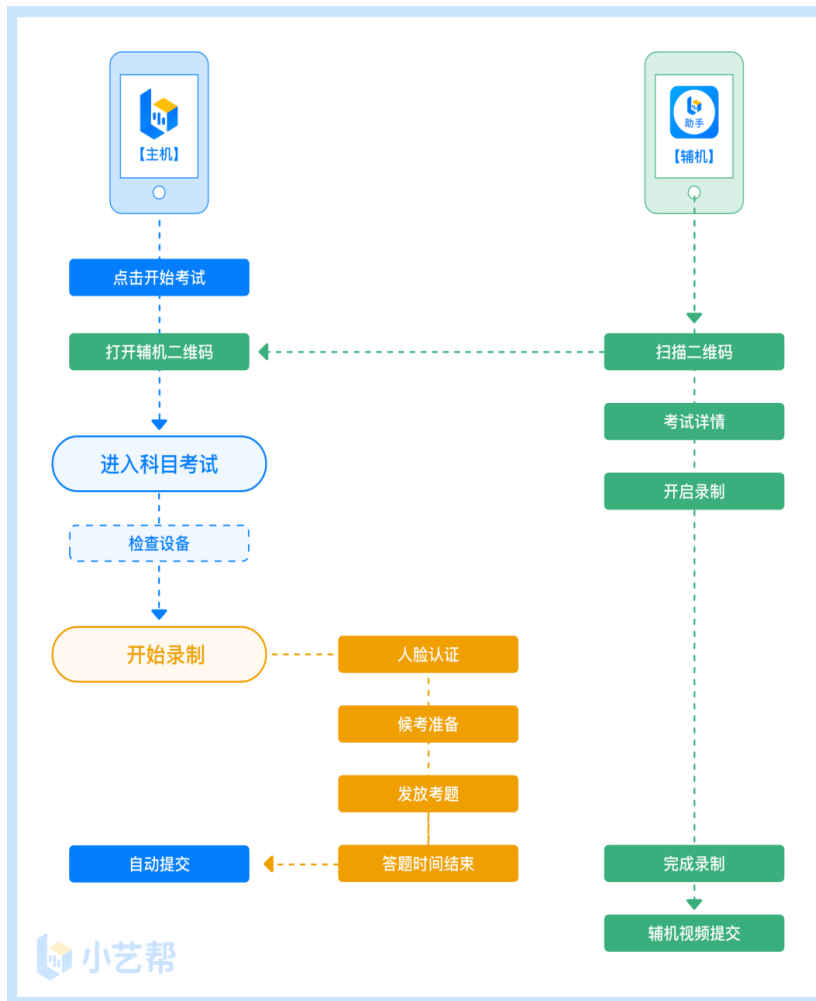 【主机】
助手
【辅机】
点击开始考试
打开辅机二维码
扫描二维码
考试详情
进入科目考试
开启录制
检查设备
开始录制
人脸认证
候考准备
发放考题
自动提交
答题时间结束
完成录制
辅机视频提交
小艺帮